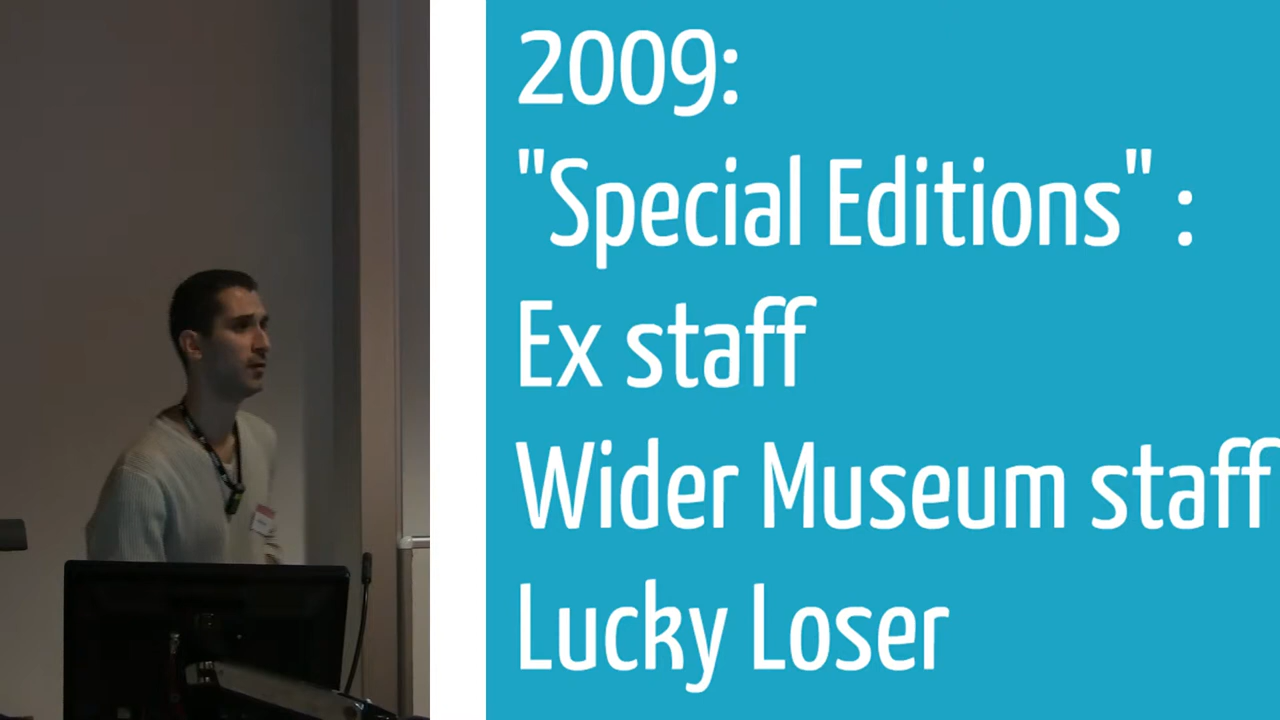 2009:
"Special Editions" :
Ex staff
Wider Museum staff
Lucky Loser